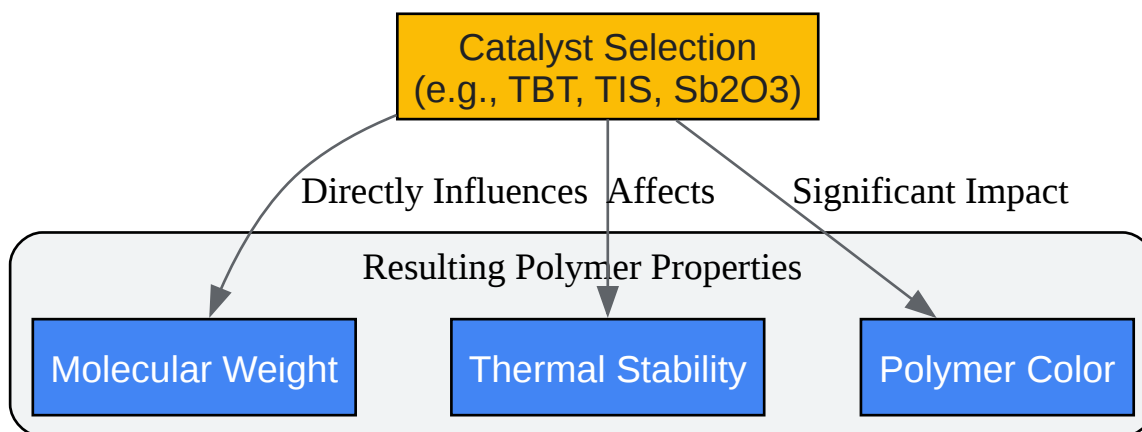 Catalyst Selection
(e.g., TBT, TIS, Sb2O3)
Directly Influences
Affects
Significant Impact
Resulting Polymer Properties
Molecular Weight
Thermal Stability
Polymer Color